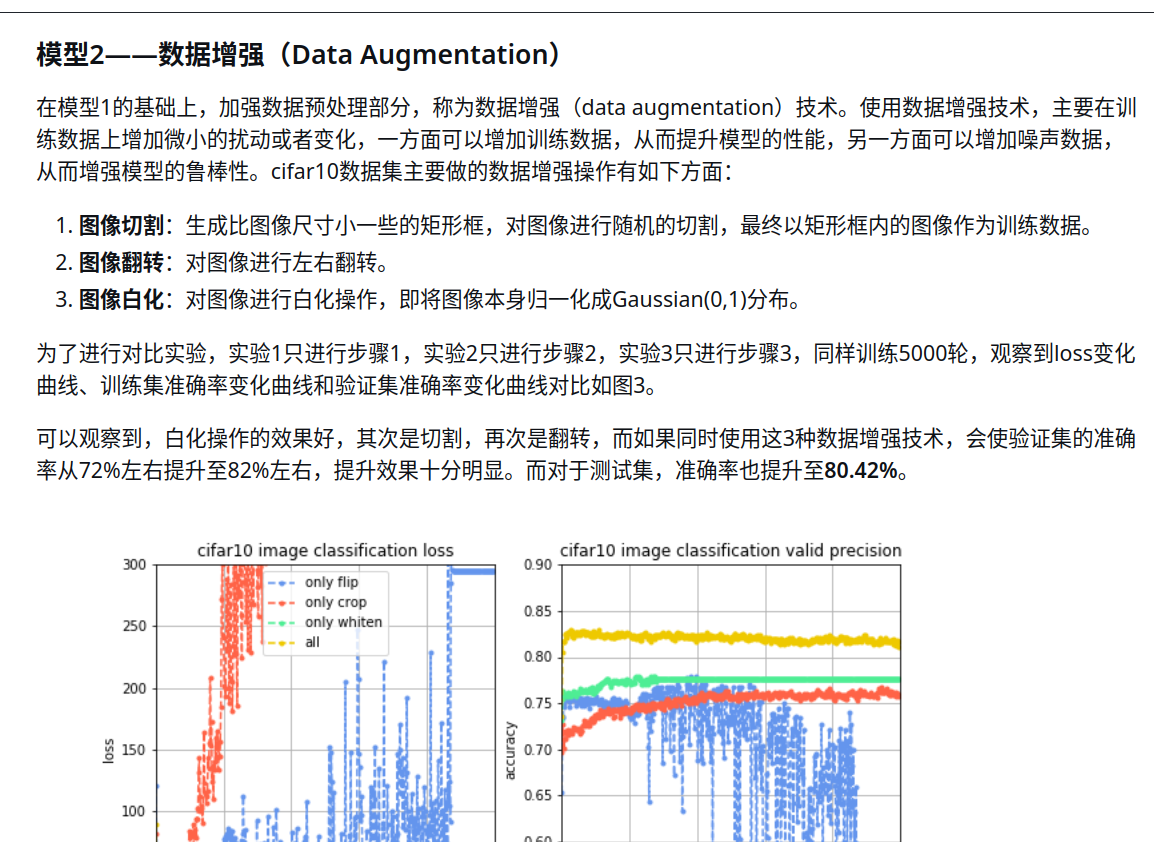 模型2——数据增强（Data Augmentation）
在模型1的基础上，加强数据预处理部分，称为数据增强（data augmentation）技术。使用数据增强技术，主要在训
练数据上增加微小的扰动或者变化，一方面可以增加训练数据，从而提升模型的性能，另一方面可以增加噪声数据，
从而增强模型的鲁棒性。cifar10数据集主要做的数据增强操作有如下方面：
1. 图像切割：生成比图像尺寸小一些的矩形框，对图像进行随机的切割，最终以矩形框内的图像作为训练数据。
2. 图像翻转：对图像进行左右翻转。
3. 图像白化：对图像进行白化操作，即将图像本身归一化成Gaussian(0,1)分布。
为了进行对比实验，实验1只进行步骤1，实验2只进行步骤2，实验3只进行步骤3，同样训练5000轮，观察到loss变化
曲线、训练集准确率变化曲线和验证集准确率变化曲线对比如图3。
可以观察到，白化操作的效果好，其次是切割，再次是翻转，而如果同时使用这3种数据增强技术，会使验证集的准确
率从72%左右提升至82%左右，提升效果十分明显。而对于测试集，准确率也提升至80.42%。
cifar10 image classification loss
300
250
200
150
100
loss
only flip
only crop
only whiten
all
cifar10 image classification valid precision
0.90
0.85
0.80
0.75
0.70
0.65
0.60
accuracy